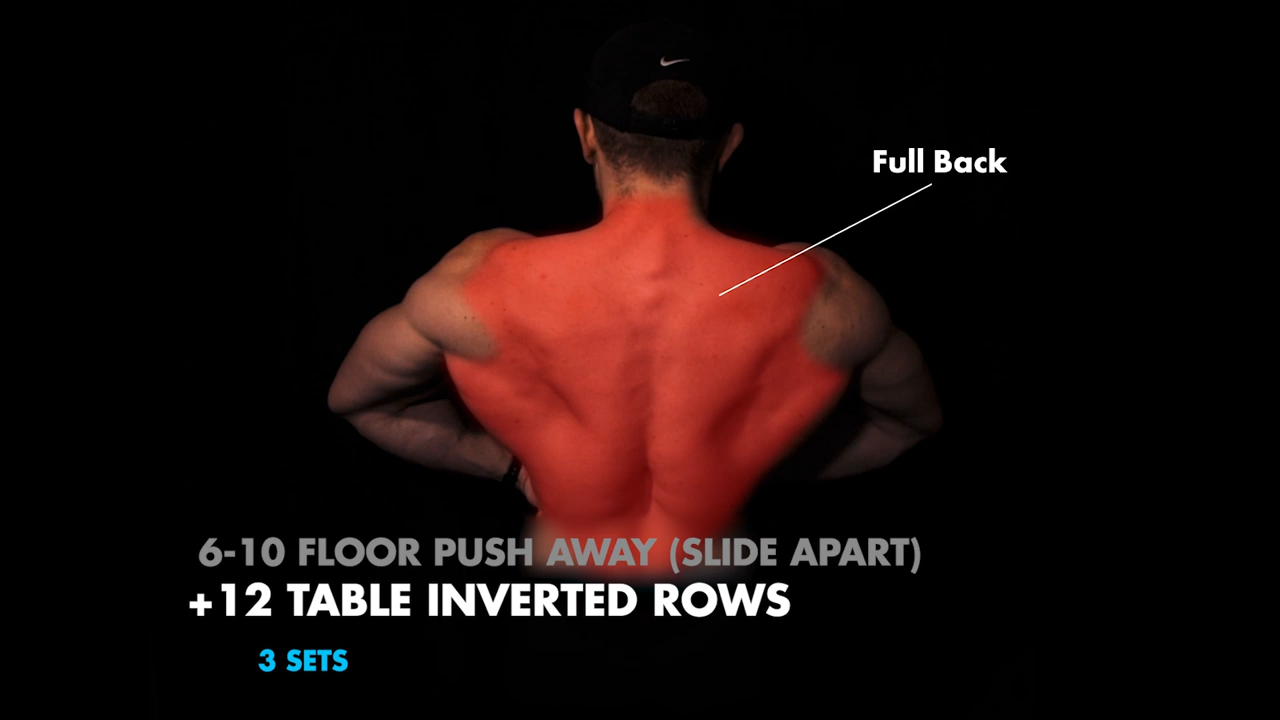 Full Back
6-10 FLOOR PUSH AWAY (SLIDE APART)
+12 TABLE INVERTED ROWS
3 SETS